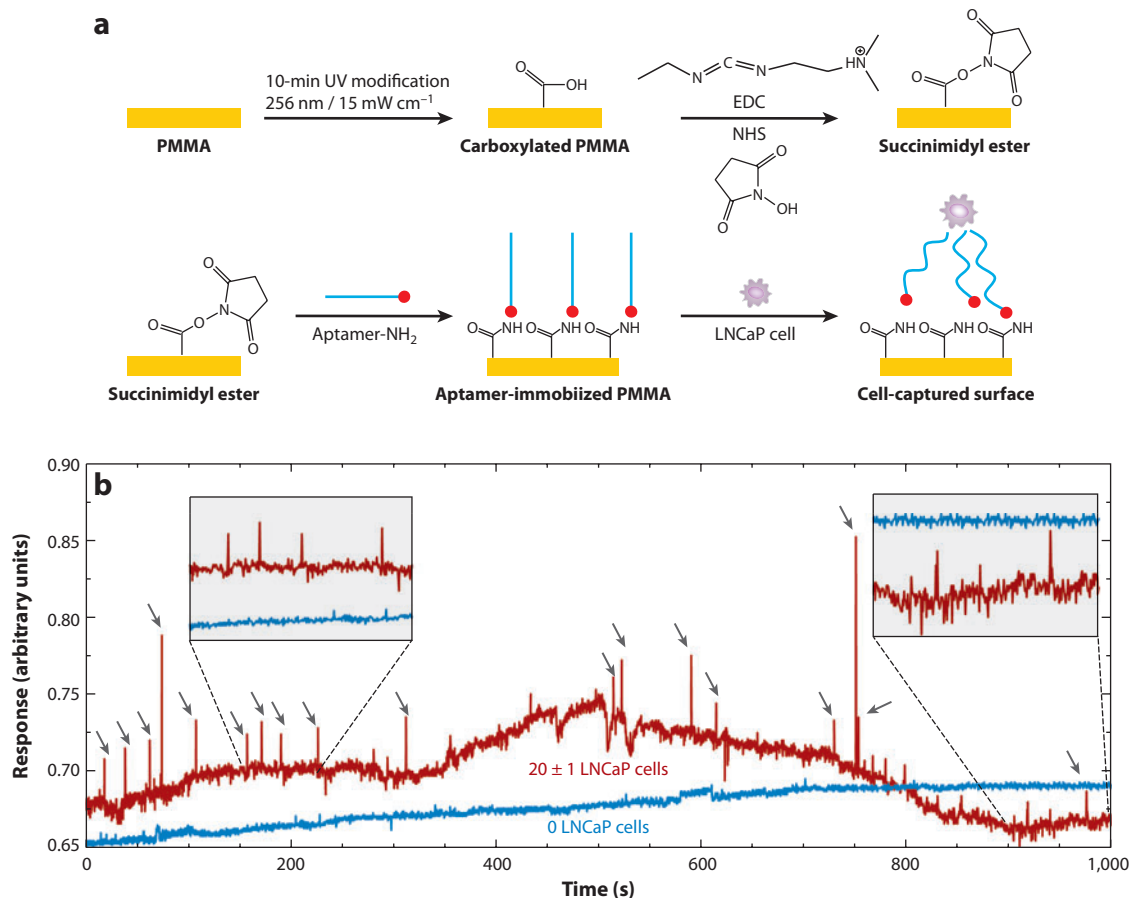 a
10-min UV modification
256 nm / 15 mW cm⁻¹
PMMA
O
OH
Carboxylated PMMA
N C N
H
N
⊕
EDC
NHS
O
N
OH
O
O
N
O
O
O
Succinimidyl ester
O
N
O
O
O
Succinimidyl ester
Aptamer-NH₂
O NH O NH O NH
Aptamer-immobiized PMMA
LNCaP cell
O NH O NH O NH
Cell-captured surface
b
Response (arbitrary units)
0.90
0.85
0.80
0.75
0.70
0.65
20 ± 1 LNCaP cells
0 LNCaP cells
0 200 400 600 800 1,000
Time (s)